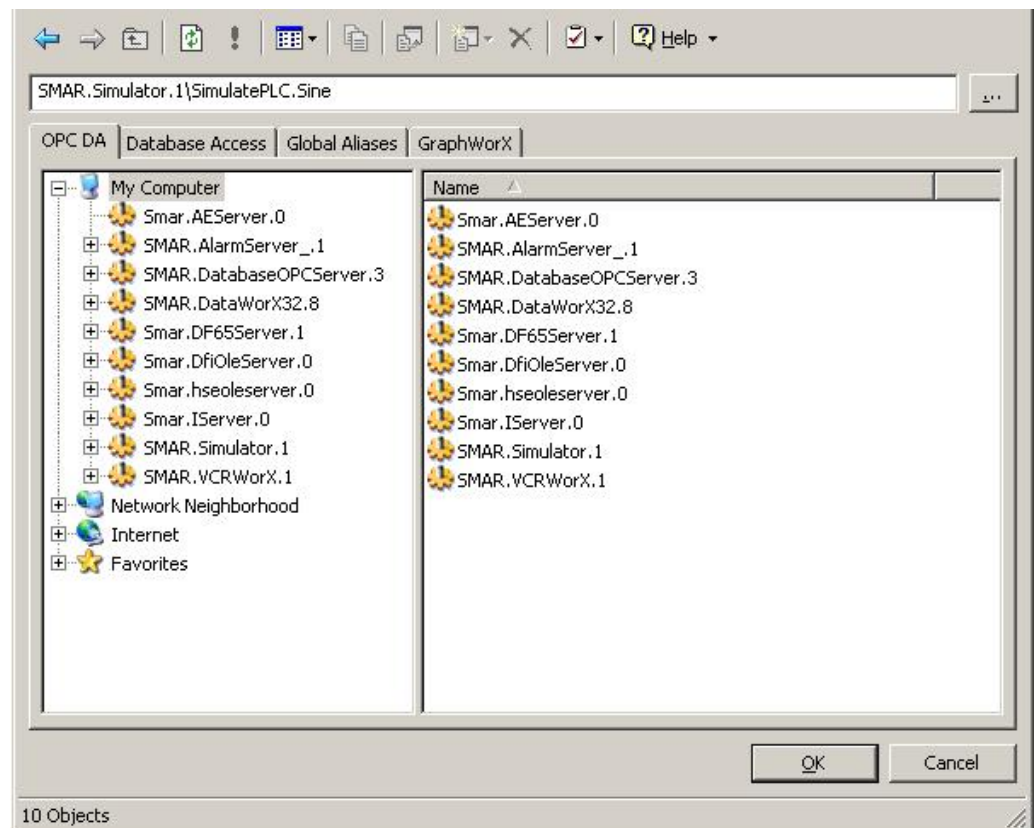 Help
SMAR.Simulator.1\SimulatePLC.Sine
...
OPC DA Database Access Global Aliases GraphWorX
My Computer
Smar.AEServer.0
SMAR.AlarmServer_.1
SMAR.DatabaseOPCServer.3
SMAR.DataWorX32.8
Smar.DF65Server.1
Smar.DfiOleServer.0
Smar.hseoleserver.0
Smar.IServer.0
SMAR.Simulator.1
SMAR.VCRWorX.1
Network Neighborhood
Internet
Favorites
Name
Smar.AEServer.0
SMAR.AlarmServer_.1
SMAR.DatabaseOPCServer.3
SMAR.DataWorX32.8
Smar.DF65Server.1
Smar.DfiOleServer.0
Smar.hseoleserver.0
Smar.IServer.0
SMAR.Simulator.1
SMAR.VCRWorX.1
OK Cancel
10 Objects